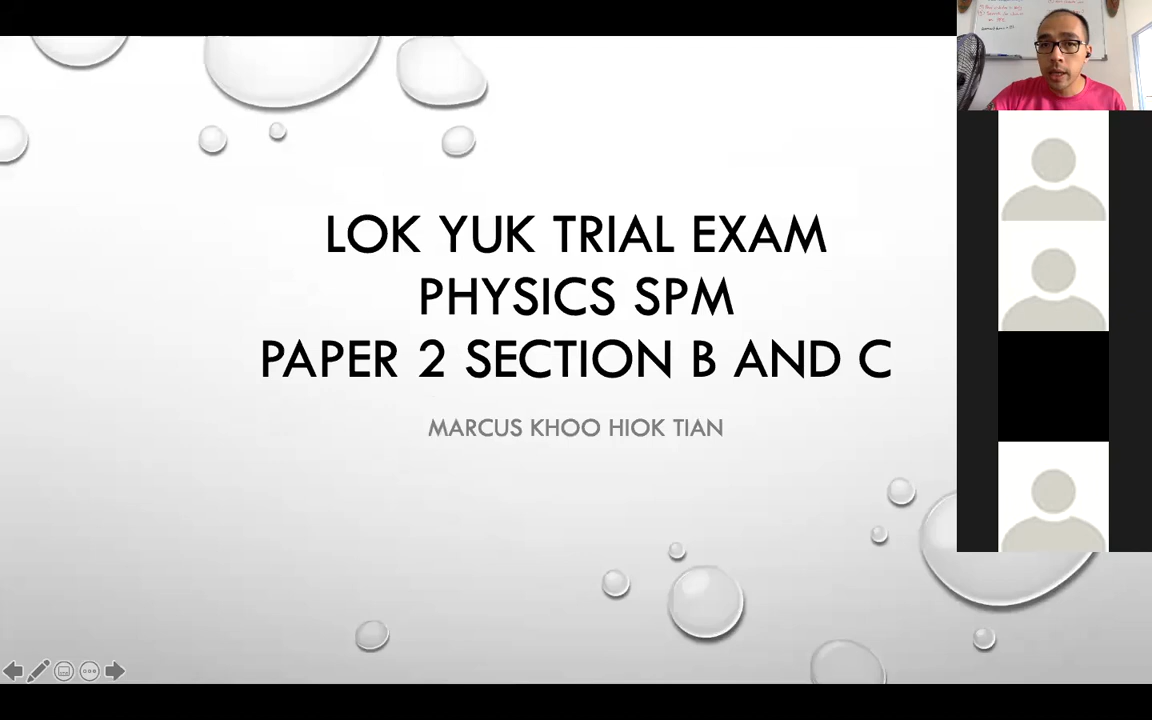 LOK YUK TRIAL EXAM
PHYSICS SPM
PAPER 2 SECTION B AND C
MARCUS KHOO HIOK TIAN